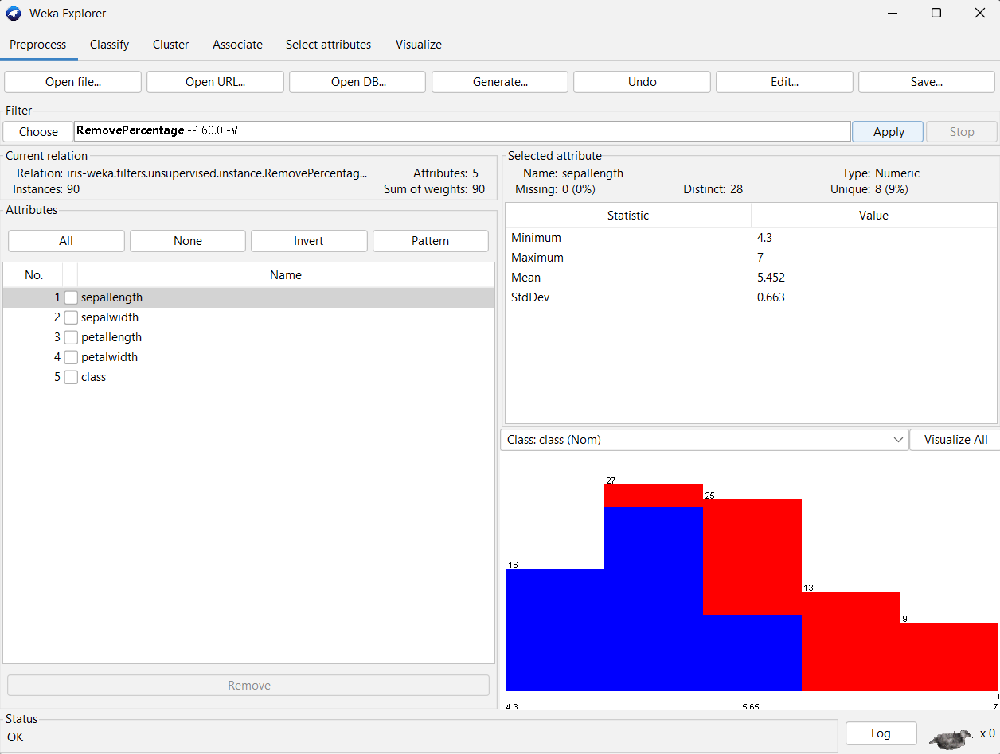 Weka Explorer
Preprocess Classify Cluster Associate Select attributes Visualize
Open file... Open URL... Open DB... Generate... Undo Edit... Save...
Filter
Choose RemovePercentage -P 60.0 -V Apply Stop
Current relation
Relation: iris-weka.filters.unsupervised.instance.RemovePercentag... Attributes: 5
Instances: 90 Sum of weights: 90
Attributes
All None Invert Pattern
No. Name
1 sepallength
2 sepalwidth
3 petallength
4 petalwidth
5 class
Remove
Selected attribute
Name: sepallength Type: Numeric
Missing: 0 (0%) Distinct: 28 Unique: 8 (9%)
Statistic Value
Minimum 4.3
Maximum 7
Mean 5.452
StdDev 0.663
Class: class (Nom) Visualize All
27
25
16
13
9
4.3 5.65 7
Status
OK
Log x 0